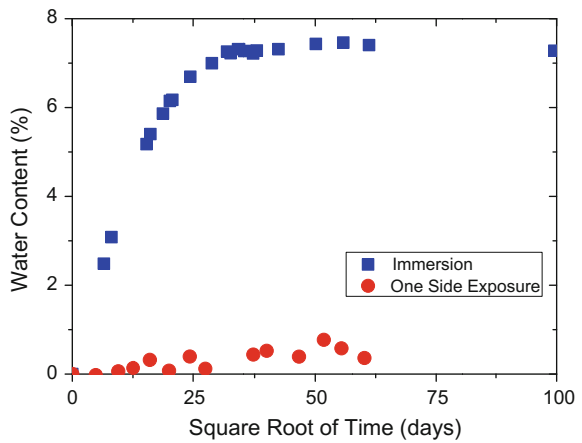 8
6
4
2
0
Water Content (%)
Immersion
One Side Exposure
0 25 50 75 100
Square Root of Time (days)